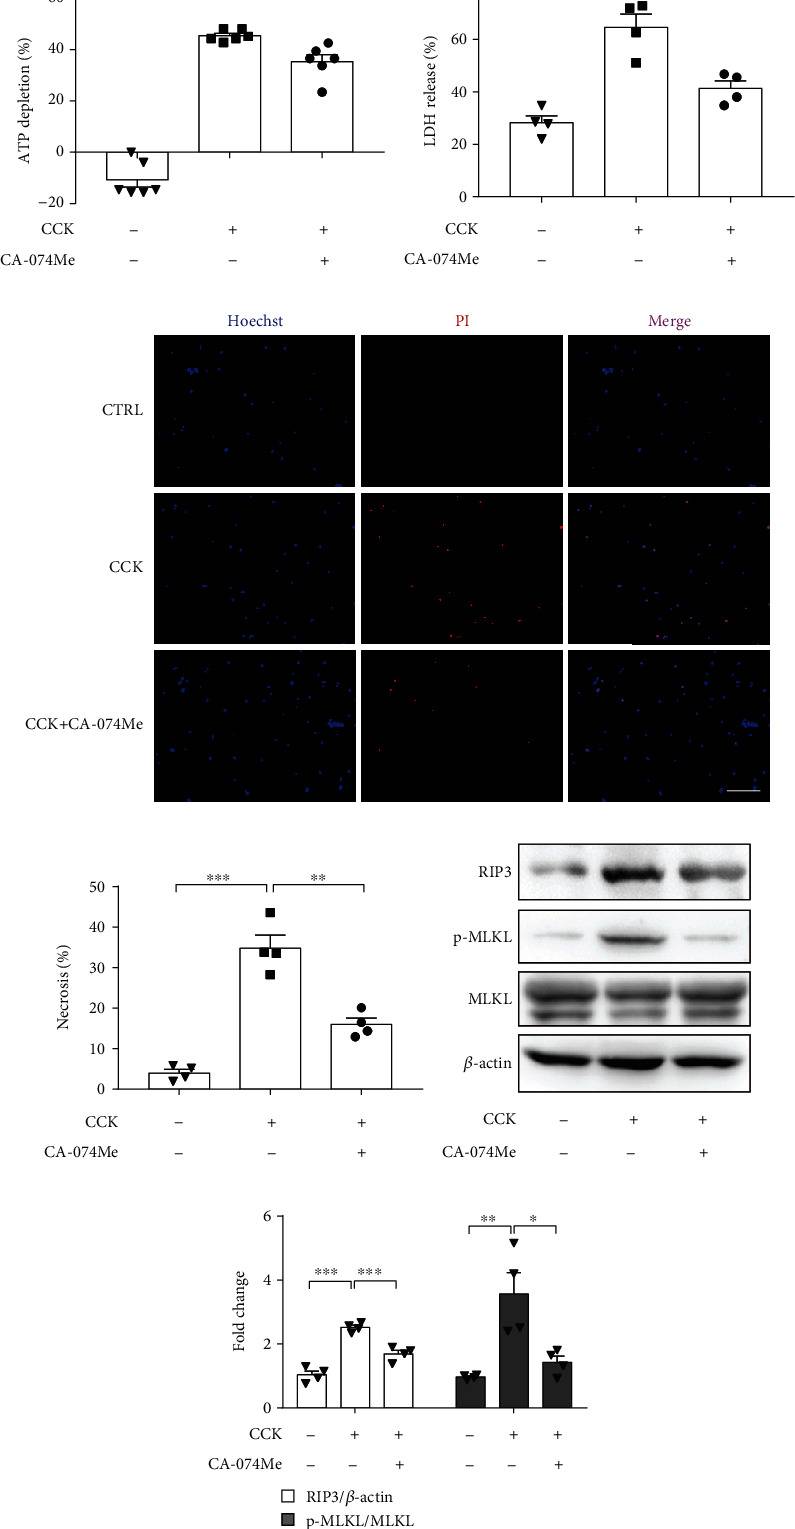 ATP depletion (%)
40
20
0
−20
CCK – + +
CA-074Me – – +
LDH release (%)
60
40
20
0
CCK – + +
CA-074Me – – +
Hoechst PI Merge
CTRL
CCK
CCK+CA-074Me
Necrosis (%)
50
40
30
20
10
0
*** **
CCK – + +
CA-074Me – – +
RIP3
p-MLKL
MLKL
β-actin
CCK – + +
CA-074Me – – +
Fold change
6
4
2
0
*** *** ** *
CCK – + + – + +
CA-074Me – – + – – +
RIP3/β-actin
p-MLKL/MLKL